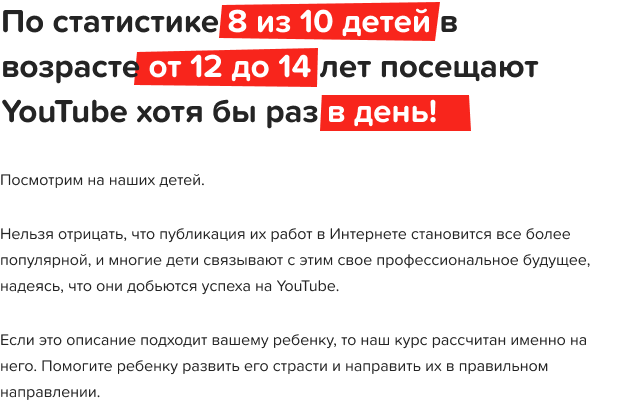 По статистике 8 из 10 детей в
возрасте от 12 до 14 лет посещают
YouTube хотя бы раз в день!
Посмотрим на наших детей.
Нельзя отрицать, что публикация их работ в Интернете становится все более
популярной, и многие дети связывают с этим свое профессиональное будущее,
надеясь, что они добьются успеха на YouTube.
Если это описание подходит вашему ребенку, то наш курс рассчитан именно на
него. Помогите ребенку развить его страсти и направить их в правильном
направлении.